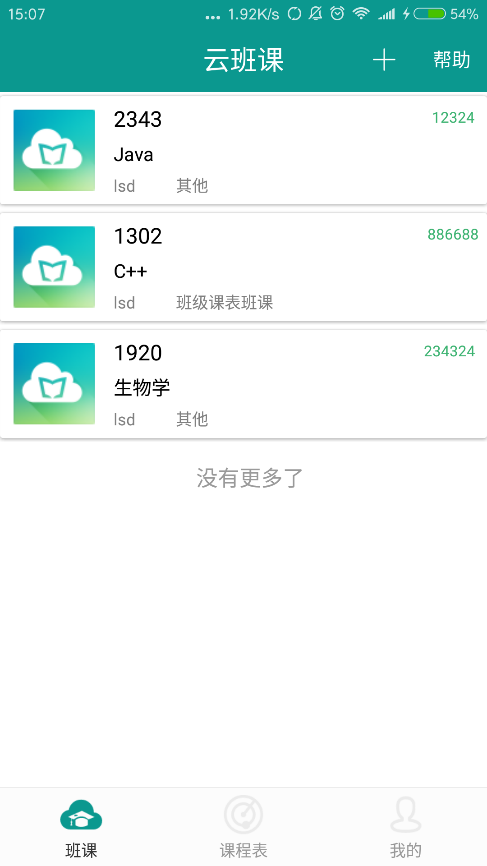 15:07 ... 1.92K/s 54%
云班课 帮助
2343 12324
Java
lsd 其他
1302 886688
C++
lsd 班级课表班课
1920 234324
生物学
lsd 其他
没有更多了
班课 课程表 我的